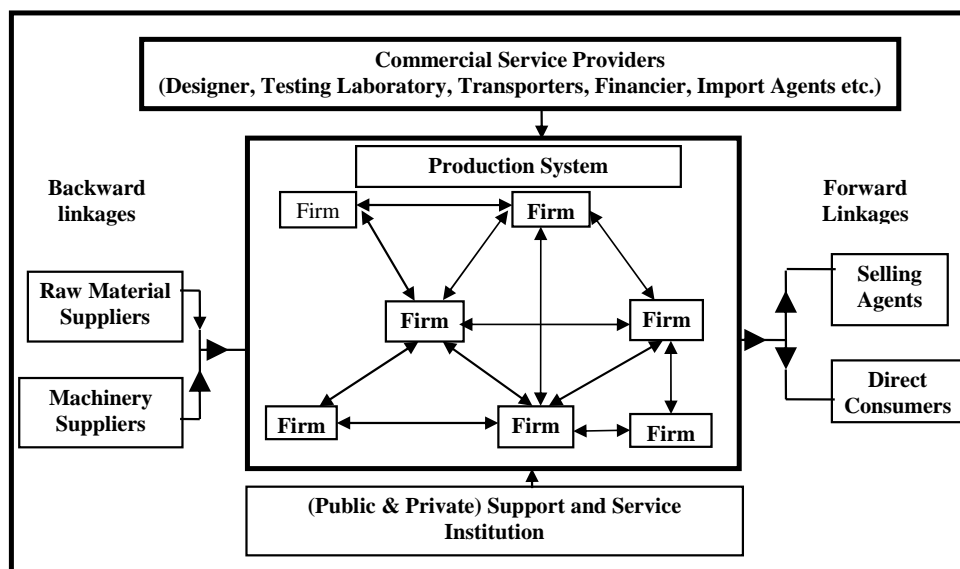 Commercial Service Providers
(Designer, Testing Laboratory, Transporters, Financier, Import Agents etc.)
Production System
Backward
linkages
Forward
Linkages
Firm
Firm
Raw Material
Suppliers
Selling
Agents
Firm
Firm
Machinery
Suppliers
Direct
Consumers
Firm
Firm
Firm
(Public & Private) Support and Service
Institution